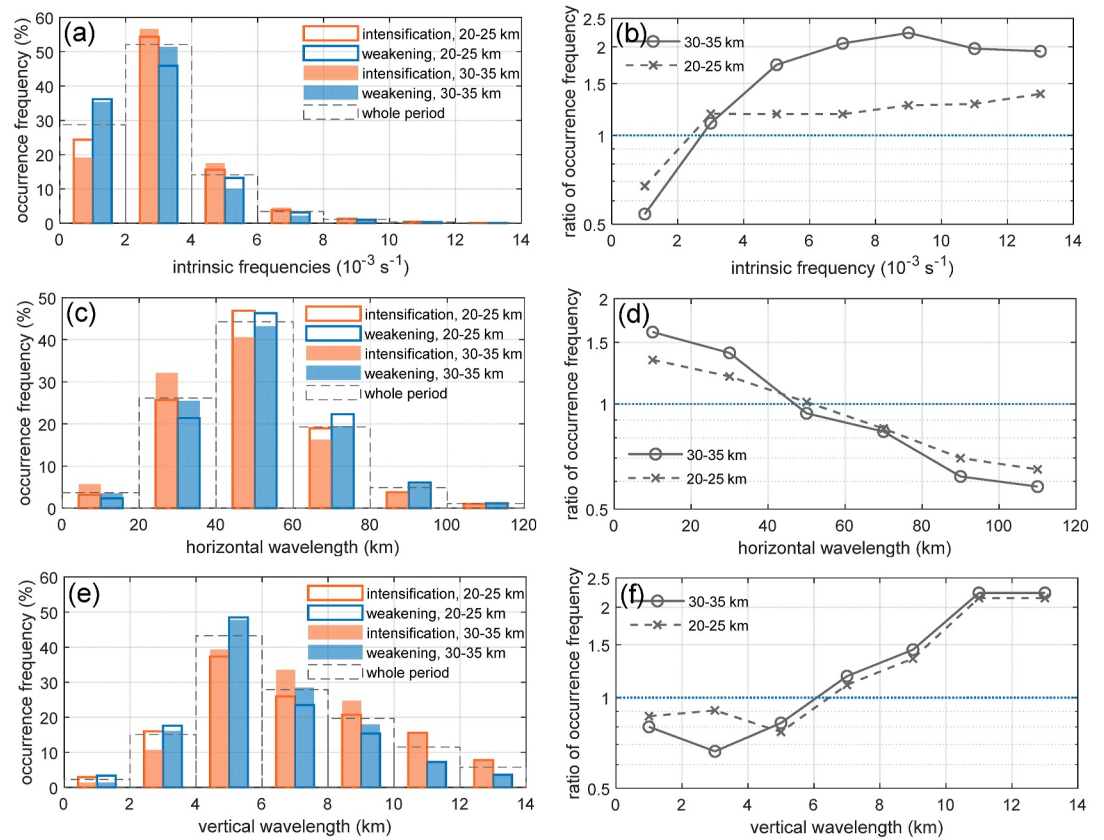 (a)
occurrence frequency (%)
60
50
40
30
20
10
0
intensification, 20-25 km
weakening, 20-25 km
intensification, 30-35 km
weakening, 30-35 km
whole period
0 2 4 6 8 10 12 14
intrinsic frequencies (10⁻³ s⁻¹)
(b)
ratio of occurrence frequency
2.5
2
1.5
1
0.5
30-35 km
20-25 km
0 2 4 6 8 10 12 14
intrinsic frequency (10⁻³ s⁻¹)
(c)
occurrence frequency (%)
50
40
30
20
10
0
intensification, 20-25 km
weakening, 20-25 km
intensification, 30-35 km
weakening, 30-35 km
whole period
0 20 40 60 80 100 120
horizontal wavelength (km)
(d)
ratio of occurrence frequency
2
1.5
1
0.5
30-35 km
20-25 km
0 20 40 60 80 100 120
horizontal wavelength (km)
(e)
occurrence frequency (%)
60
50
40
30
20
10
0
intensification, 20-25 km
weakening, 20-25 km
intensification, 30-35 km
weakening, 30-35 km
whole period
0 2 4 6 8 10 12 14
vertical wavelength (km)
(f)
ratio of occurrence frequency
2.5
2
1.5
1
0.5
30-35 km
20-25 km
0 2 4 6 8 10 12 14
vertical wavelength (km)